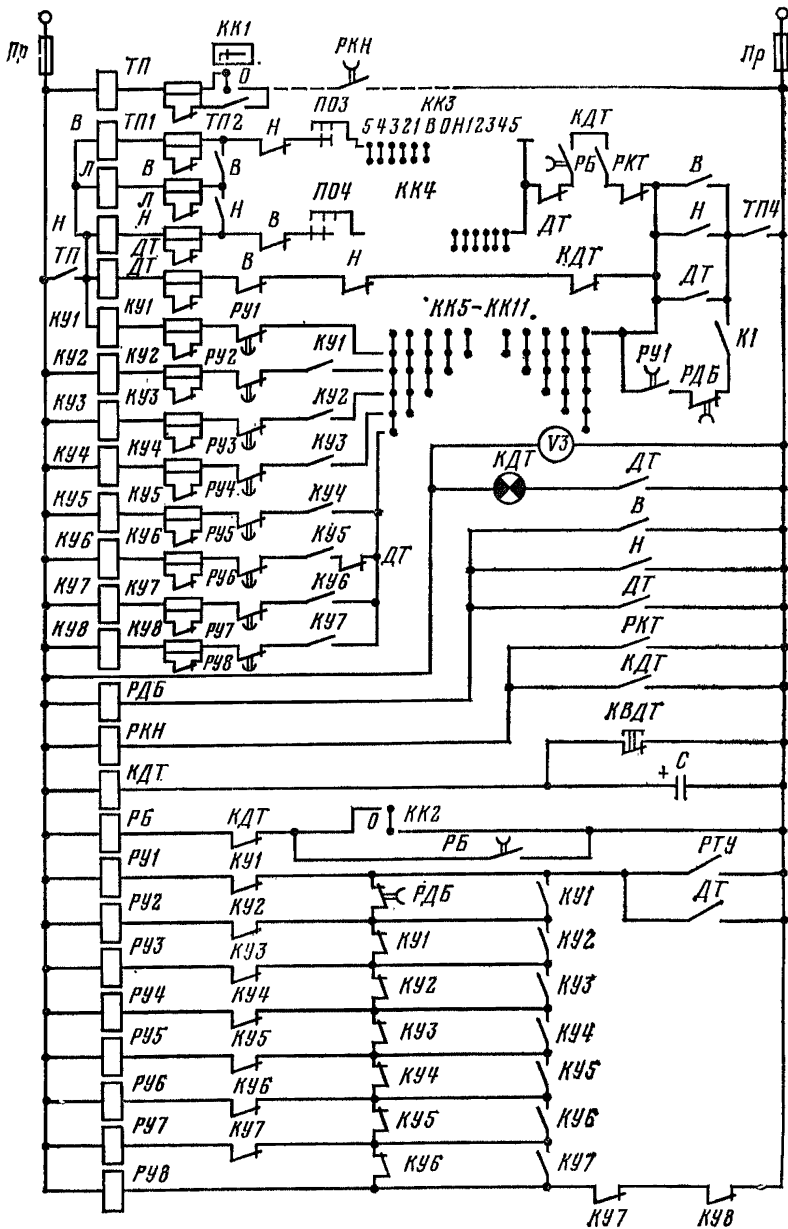 КК1
Пр ТП О РКН Пр
В ТП1 ТП2 Н ПО3 КК3 КДТ
5 4 3 2 1 В О Н 1 2 3 4 5
Л В В РБ РКТ В
Л Н КК4
Н Н В ПО4 ДТ Н ТП4
ДТ
ТП ДТ В Н КДТ ДТ
КУ1 КУ1 РУ1 КК5-КК11
КУ2 КУ2 РУ2 КУ1 РУ1 К1
КУ3 КУ3 КУ2 РДБ
КУ4 КУ4 РУ3 КУ3 V3
КУ5 КУ5 РУ4 КУ4 КДТ ДТ
КУ6 КУ6 РУ5 КУ5 В
РУ6 ДТ Н
КУ7 КУ7 КУ6
КУ8 КУ8 РУ7 КУ7 ДТ
РУ8 РКТ
РДБ КДТ
РКН КВДТ
КДТ + С
РБ КДТ О КК2
РУ1 КУ1 РБ РТУ
РУ2 КУ2 РДБ КУ1 ДТ
РУ3 КУ3 КУ1 КУ2
РУ4 КУ4 КУ2 КУ3
РУ5 КУ5 КУ3 КУ4
РУ6 КУ6 КУ4 КУ5
РУ7 КУ7 КУ5 КУ6
РУ8 КУ6 КУ7
КУ7 КУ8